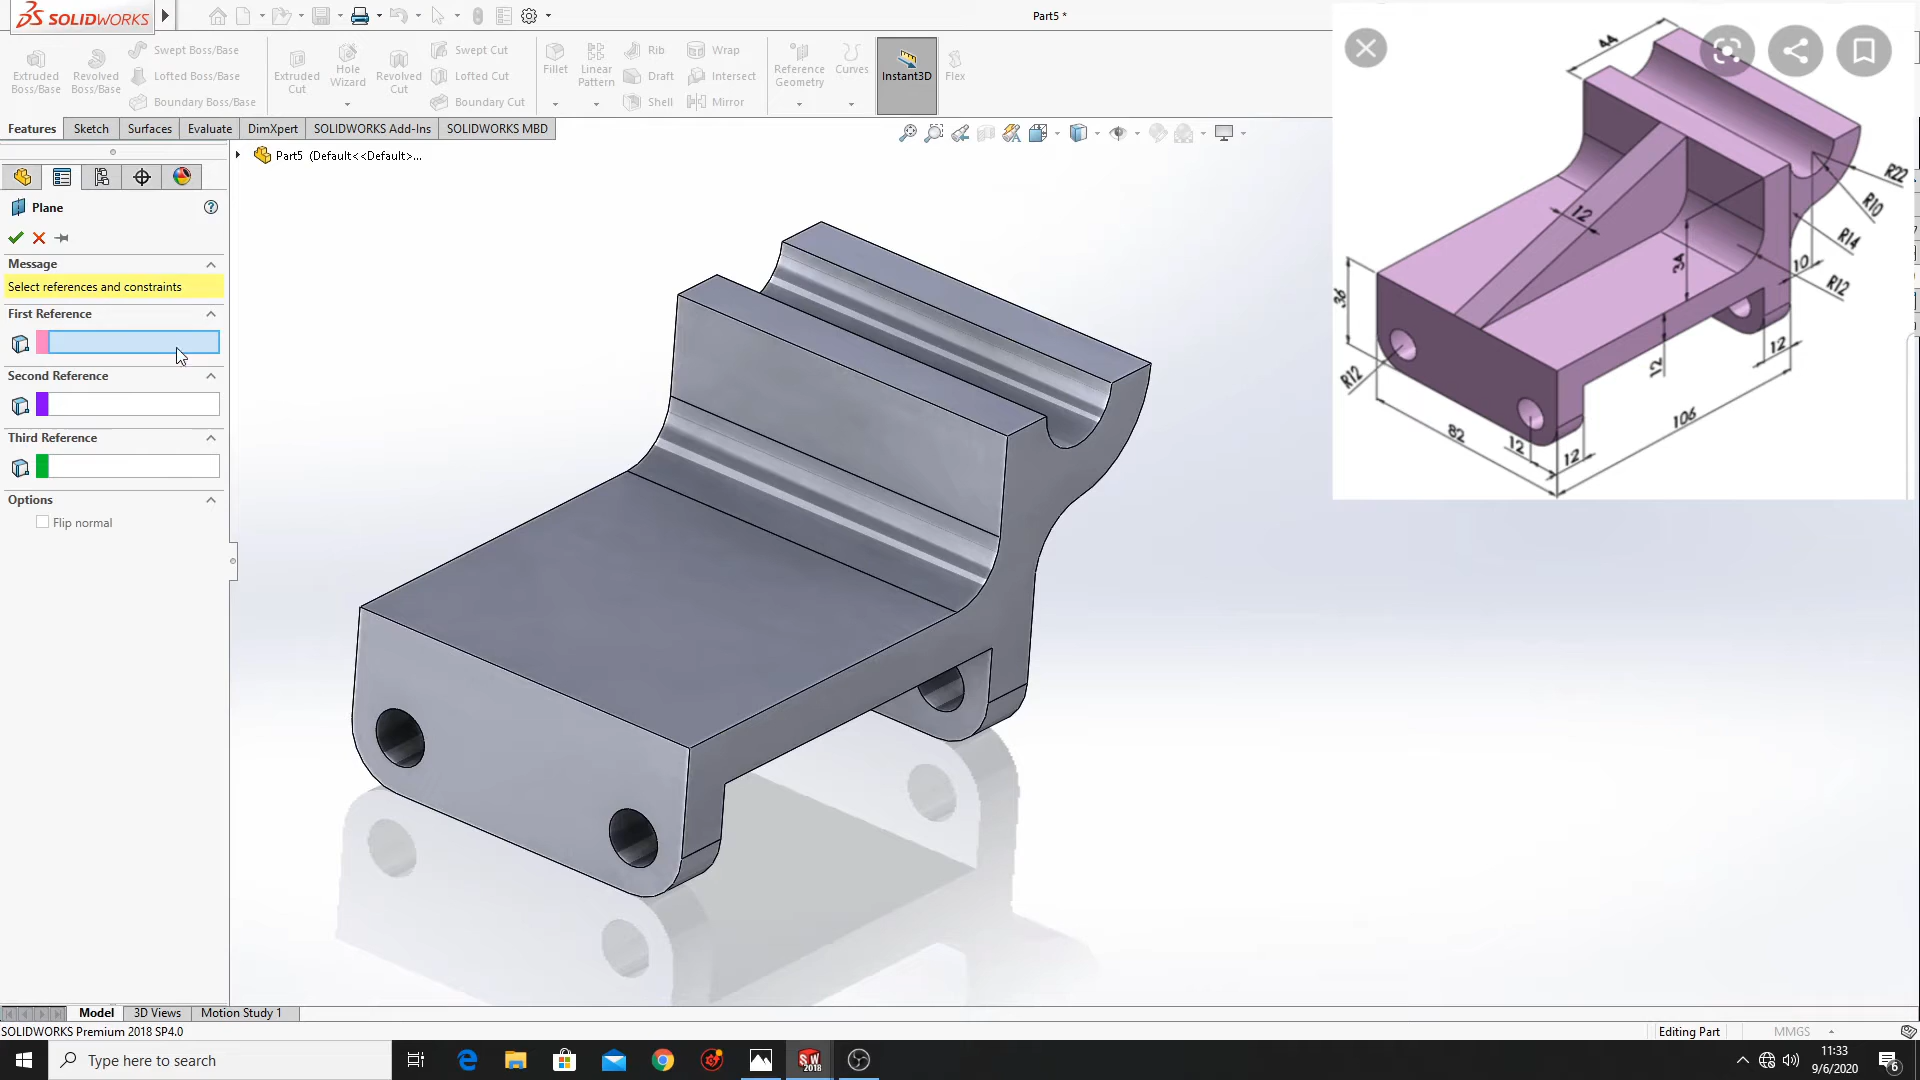 SOLIDWORKS
Part5 *
Extruded Boss/Base
Revolved Boss/Base
Swept Boss/Base
Lofted Boss/Base
Boundary Boss/Base
Extruded Cut
Hole Wizard
Revolved Cut
Swept Cut
Lofted Cut
Boundary Cut
Fillet
Linear Pattern
Rib
Draft
Shell
Wrap
Intersect
Mirror
Reference Geometry
Curves
Instant3D
Flex
Features
Sketch
Surfaces
Evaluate
DimXpert
SOLIDWORKS Add-Ins
SOLIDWORKS MBD
Part5 (Default<<Default>...
Plane
Message
Select references and constraints
First Reference
Second Reference
Third Reference
Options
Flip normal
44
R22
R10
R14
12
34
10
R12
36
12
12
R12
106
82
12
12
Model
3D Views
Motion Study 1
SOLIDWORKS Premium 2018 SP4.0
Editing Part
MMGS
Type here to search
SW
2018
11:33
9/6/2020
6